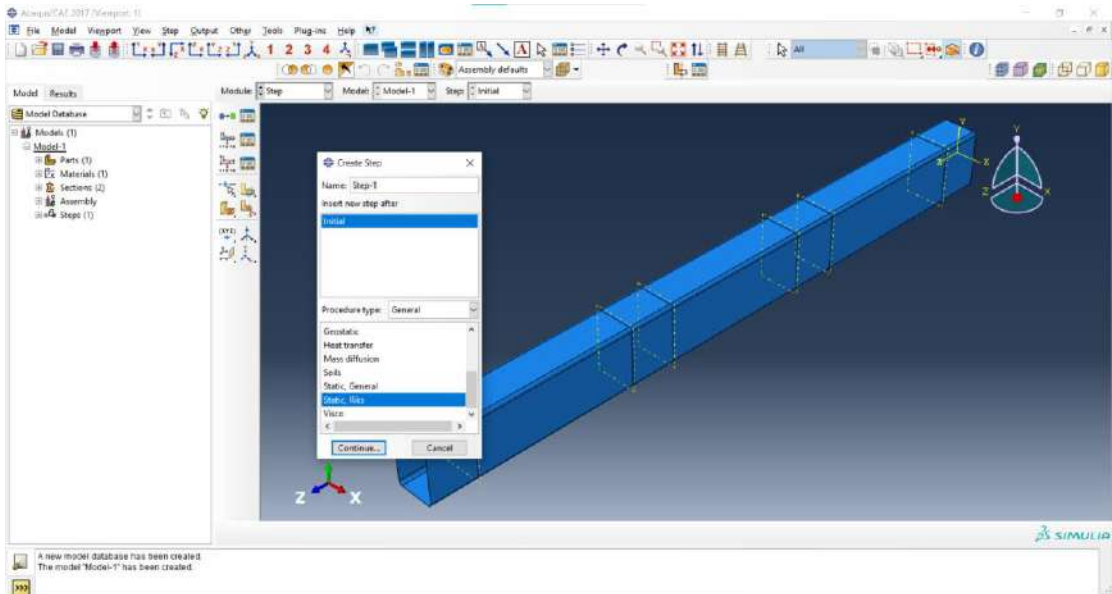 Abaqus/CAE 2017 [Viewport: 1]
File Model Viewport View Step Output Other Tools Plug-ins Help
1 2 3 4 A All
Assembly defaults
Model Results Module: Step Model: Model-1 Step: Initial
Model Database
Models (1)
Model-1
Parts (1)
Materials (1)
Sections (2)
Assembly
Steps (1)
Create Step
Name: Step-1
Insert new step after
Initial
Procedure type: General
Geostatic
Heat transfer
Mass diffusion
Soils
Static, General
Static, Riks
Visco
Continue... Cancel
Y
X
Z
Y
Z
X
Z X
SIMULIA
A new model database has been created.
The model "Model-1" has been created.
>>>